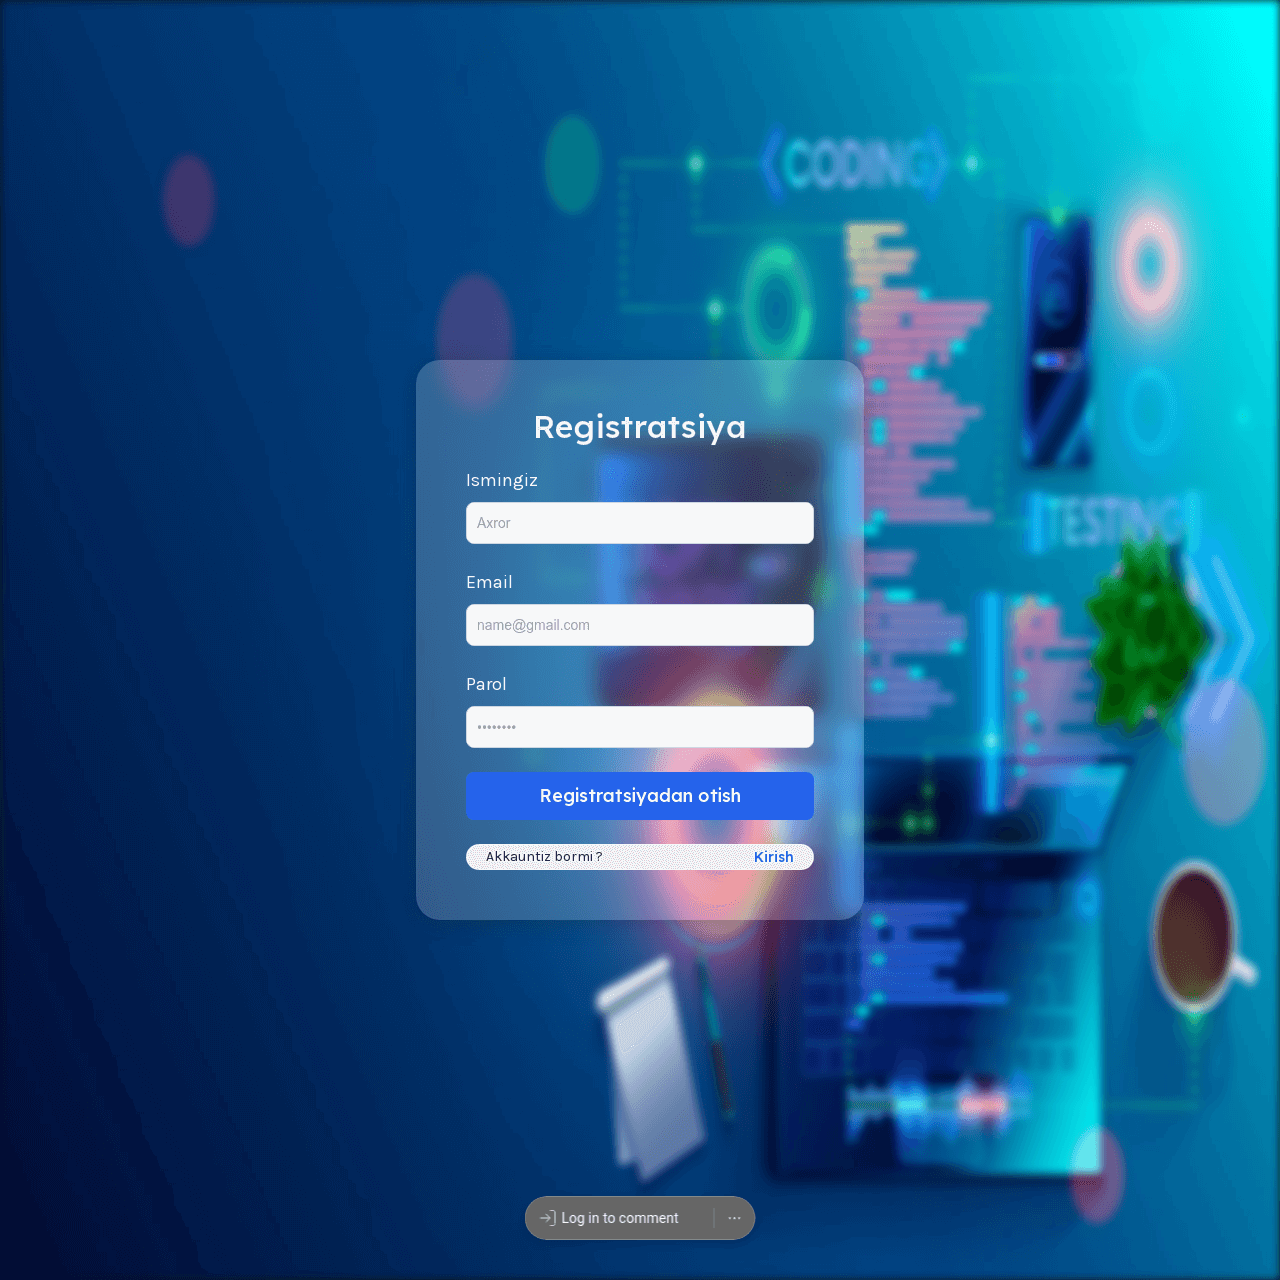 CODING
TESTING
Registratsiya
Ismingiz
Axror
Email
name@gmail.com
Parol
••••••••
Registratsiyadan otish
Akkauntiz bormi ?
Kirish
Log in to comment